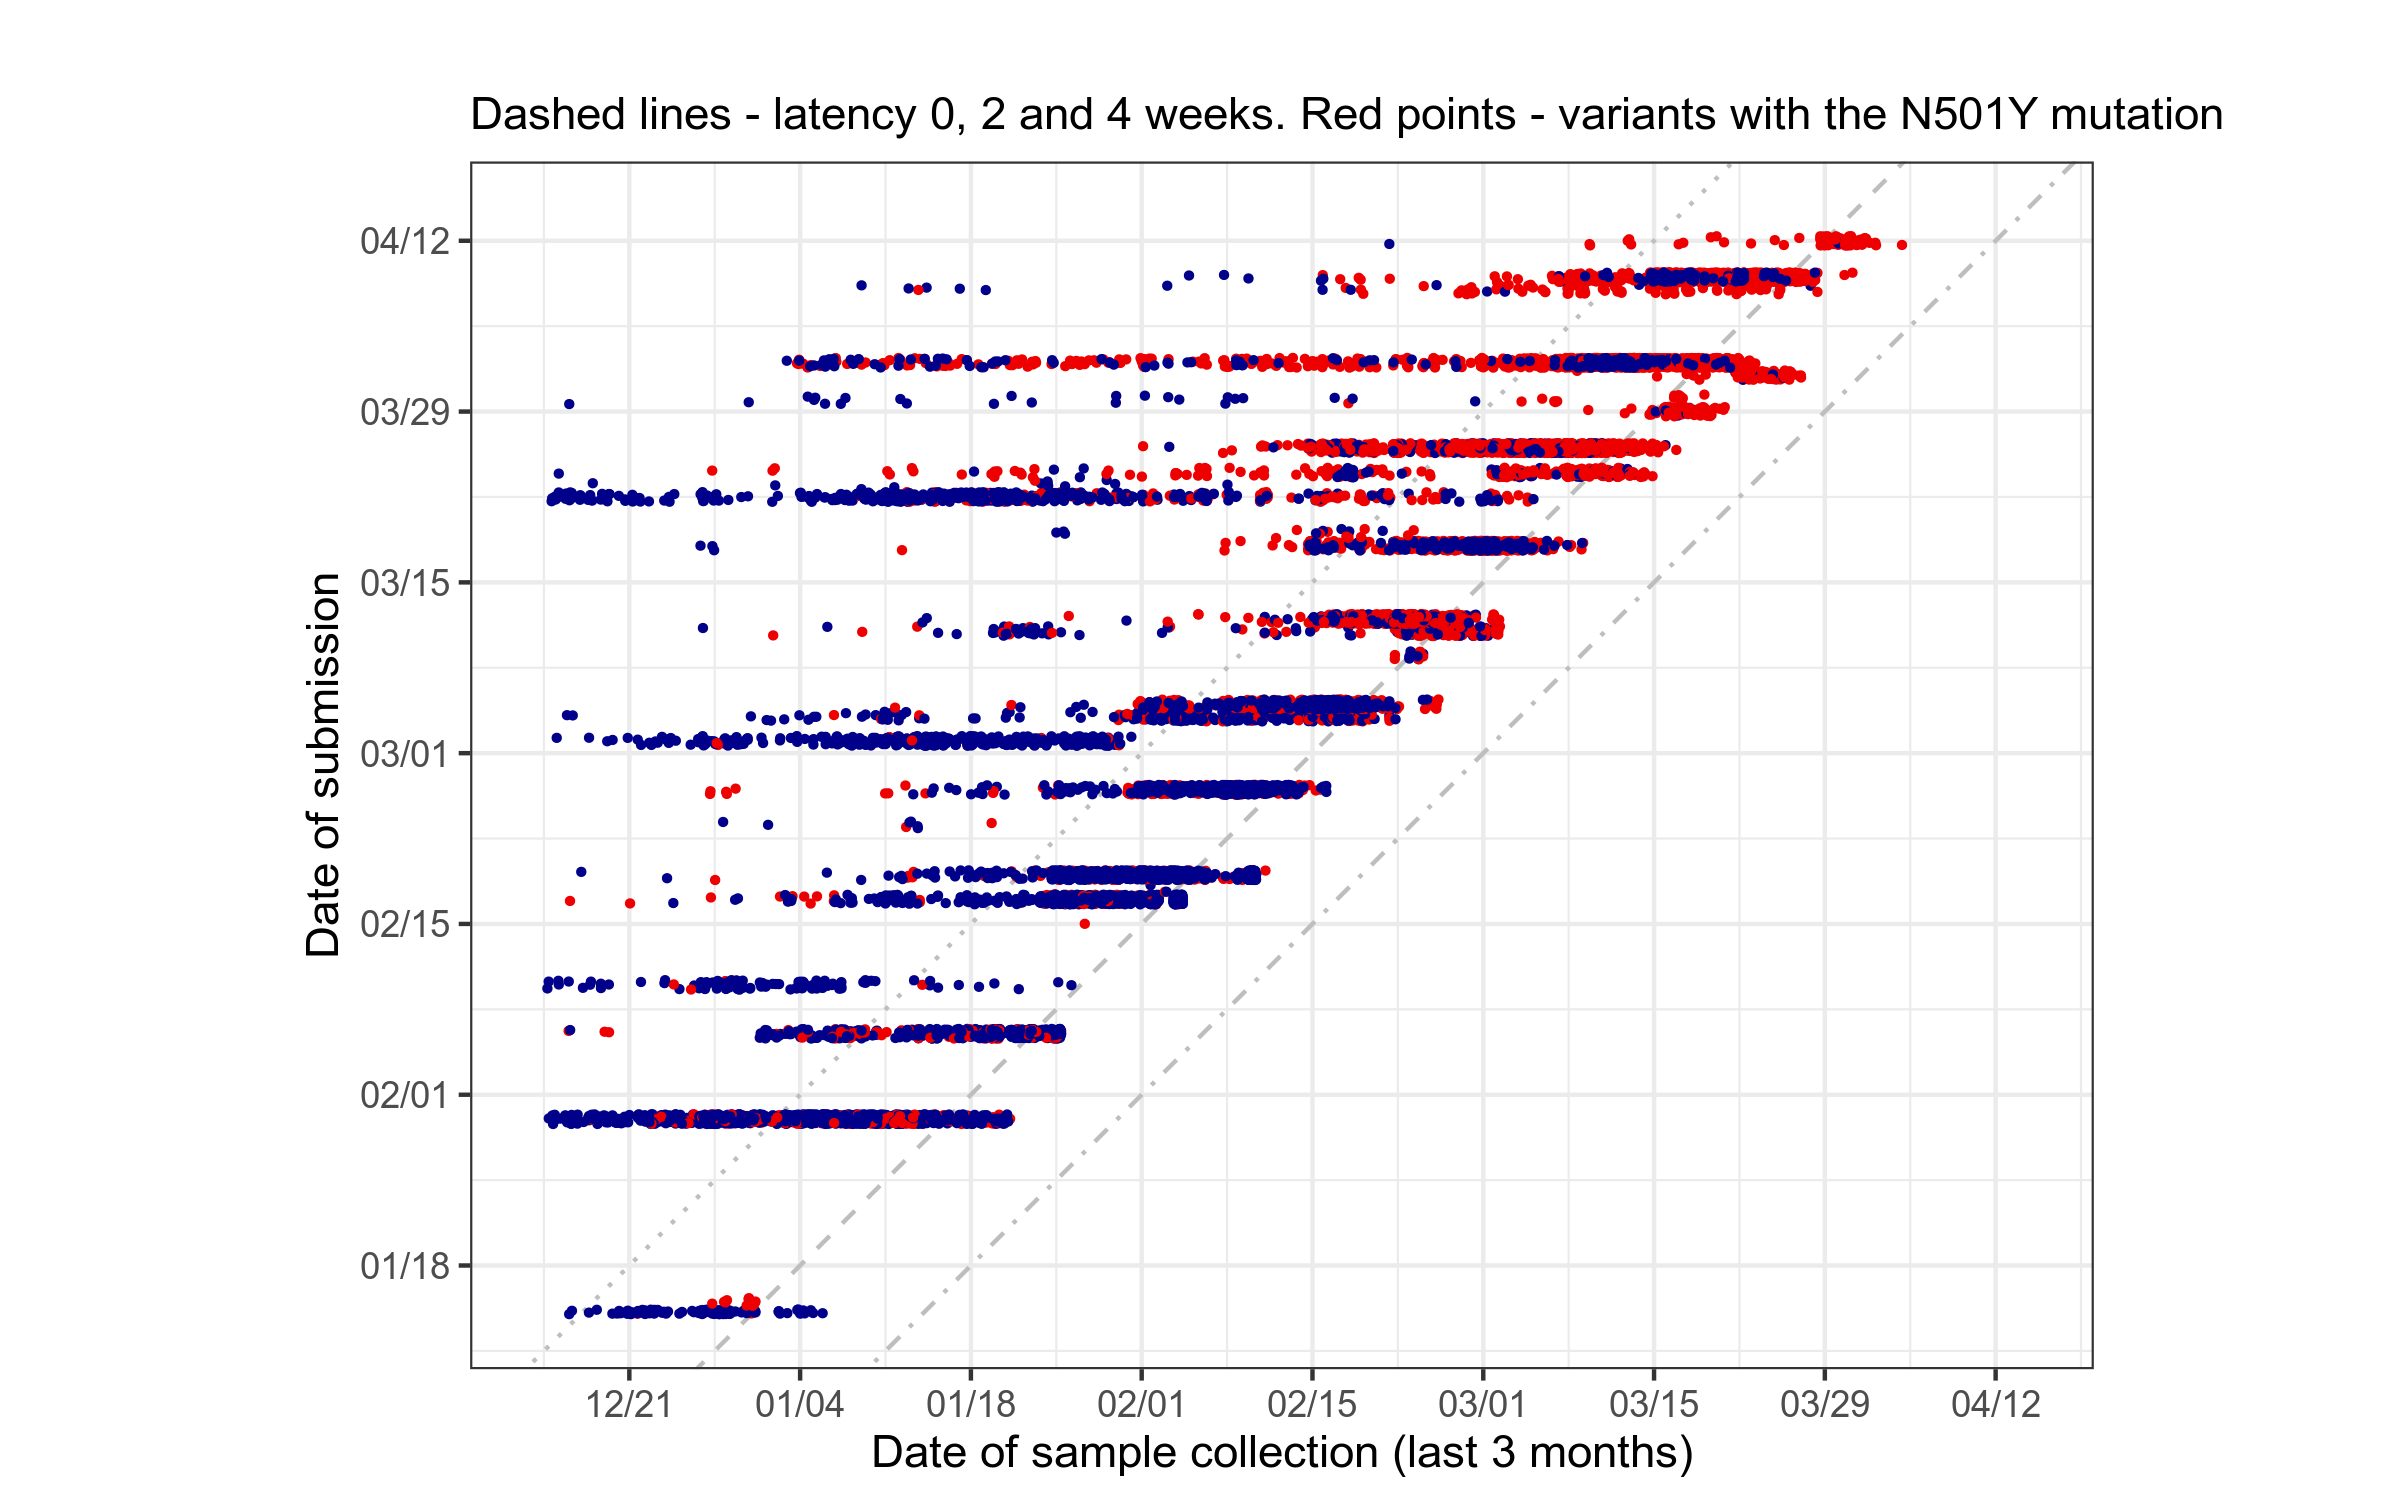 Dashed lines - latency 0, 2 and 4 weeks. Red points - variants with the N501Y mutation
Date of submission
04/12
03/29
03/15
03/01
02/15
02/01
01/18
12/21 01/04 01/18 02/01 02/15 03/01 03/15 03/29 04/12
Date of sample collection (last 3 months)